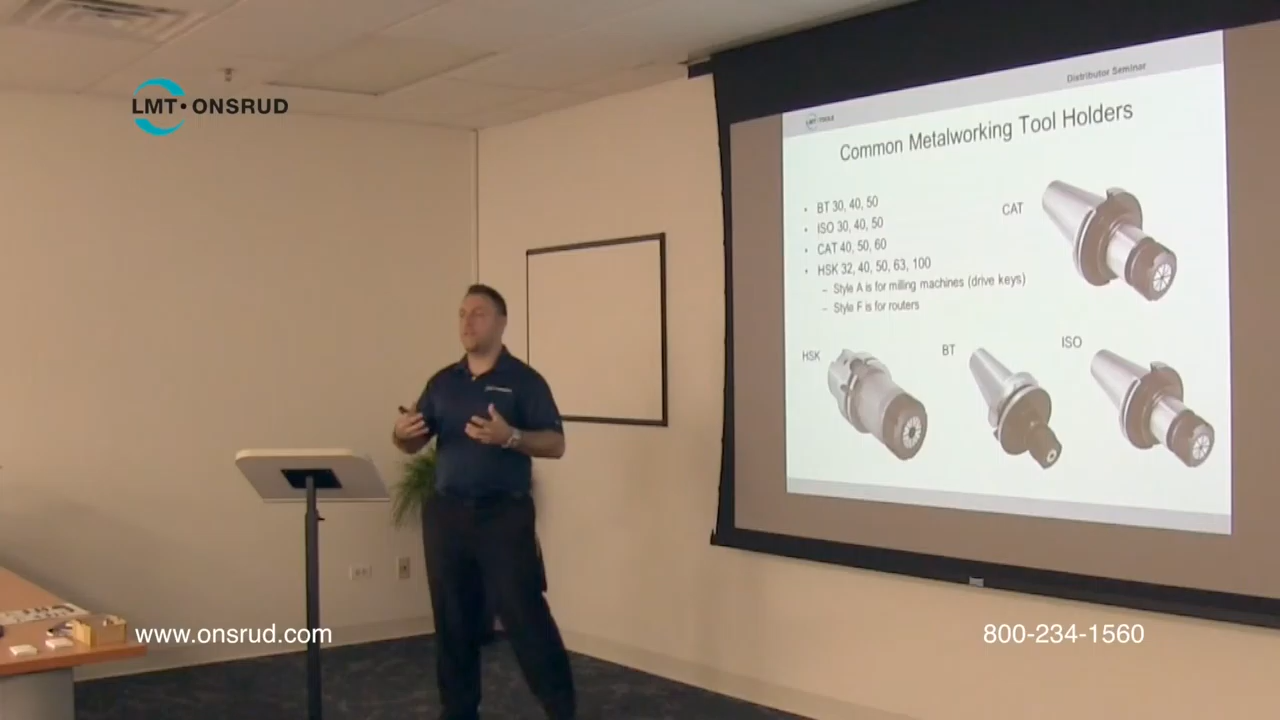 LMT•ONSRUD
Distributor Seminar
LMT•TOOLS
Common Metalworking Tool Holders
• BT 30, 40, 50
• ISO 30, 40, 50
• CAT 40, 50, 60
• HSK 32, 40, 50, 63, 100
– Style A is for milling machines (drive keys)
– Style F is for routers
CAT
HSK
BT
ISO
www.onsrud.com
800-234-1560